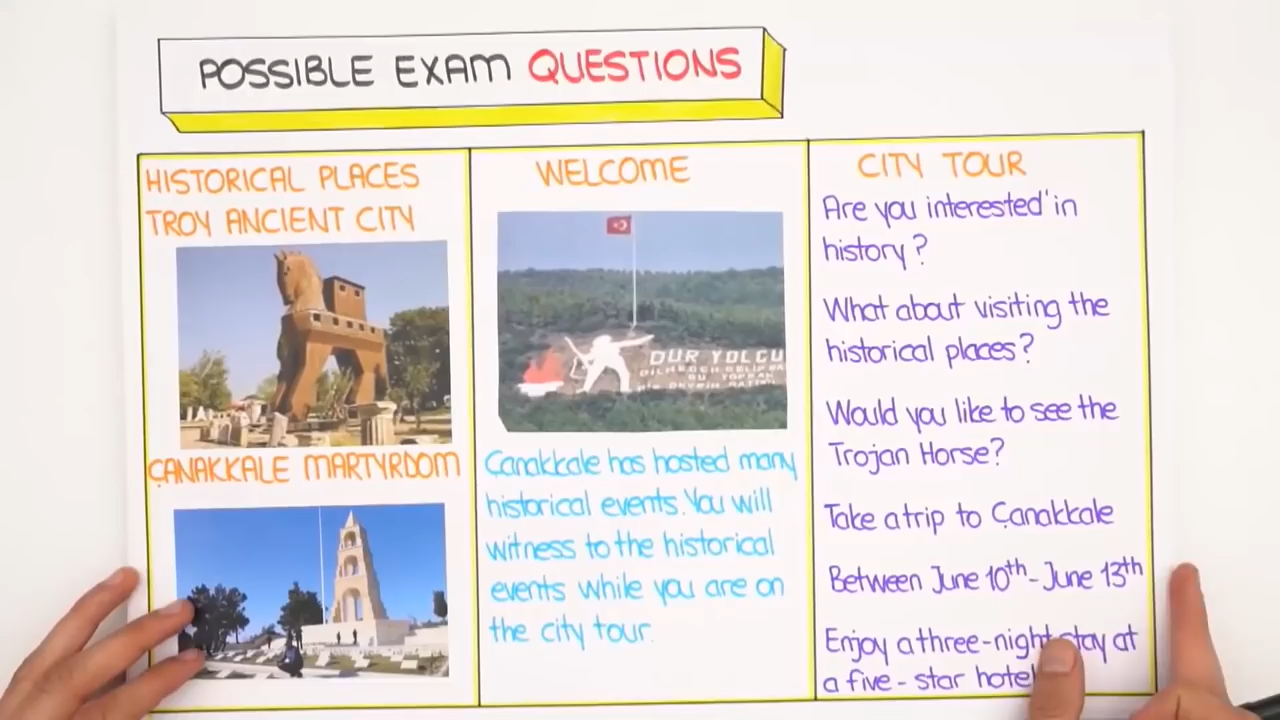 POSSIBLE EXAM QUESTIONS
HISTORICAL PLACES
TROY ANCIENT CITY
ÇANAKKALE MARTYRDOM
WELCOME
DUR YOLCU
Çanakkale has hosted many
historical events. You will
witness to the historical
events while you are on
the city tour.
CITY TOUR
Are you interested in
history?
What about visiting the
historical places?
Would you like to see the
Trojan Horse?
Take a trip to Çanakkale
Between June 10th - June 13th
Enjoy a three-night stay at
a five-star hotel